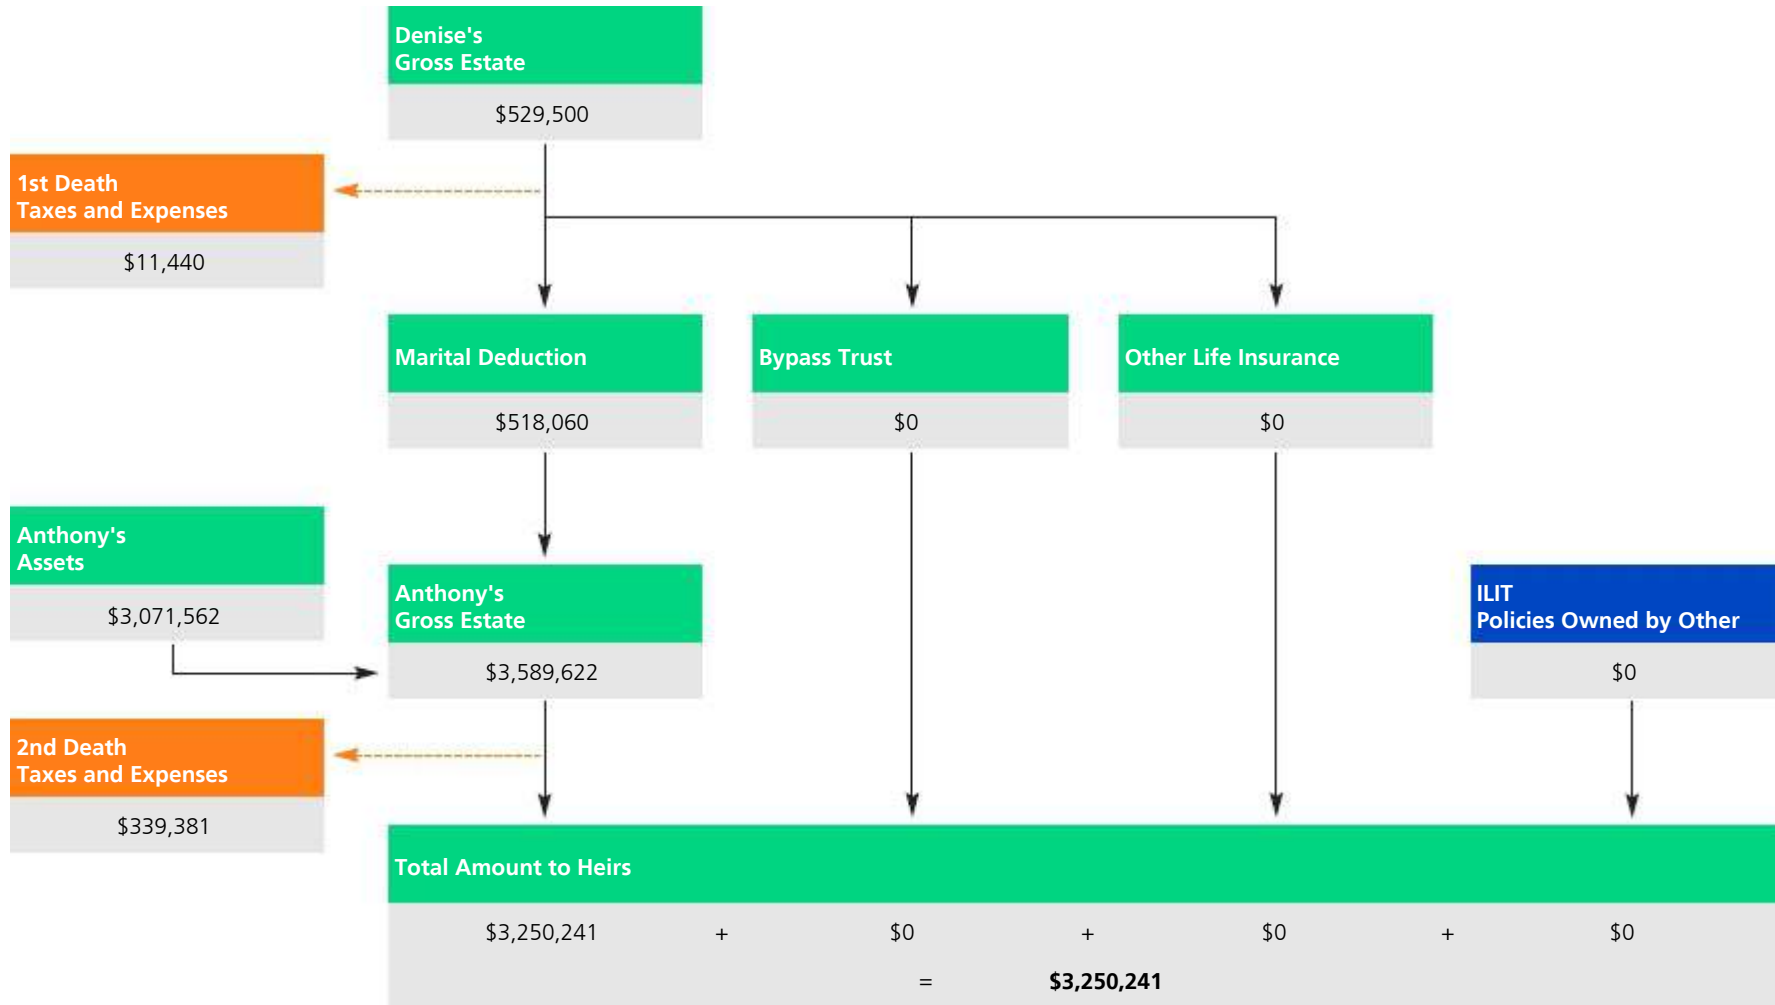 Denise's
Gross Estate
$529,500
1st Death
Taxes and Expenses
$11,440
Marital Deduction
$518,060
Bypass Trust
$0
Other Life Insurance
$0
Anthony's
Assets
$3,071,562
Anthony's
Gross Estate
$3,589,622
ILIT
Policies Owned by Other
$0
2nd Death
Taxes and Expenses
$339,381
Total Amount to Heirs
$3,250,241 + $0 + $0 + $0
= $3,250,241